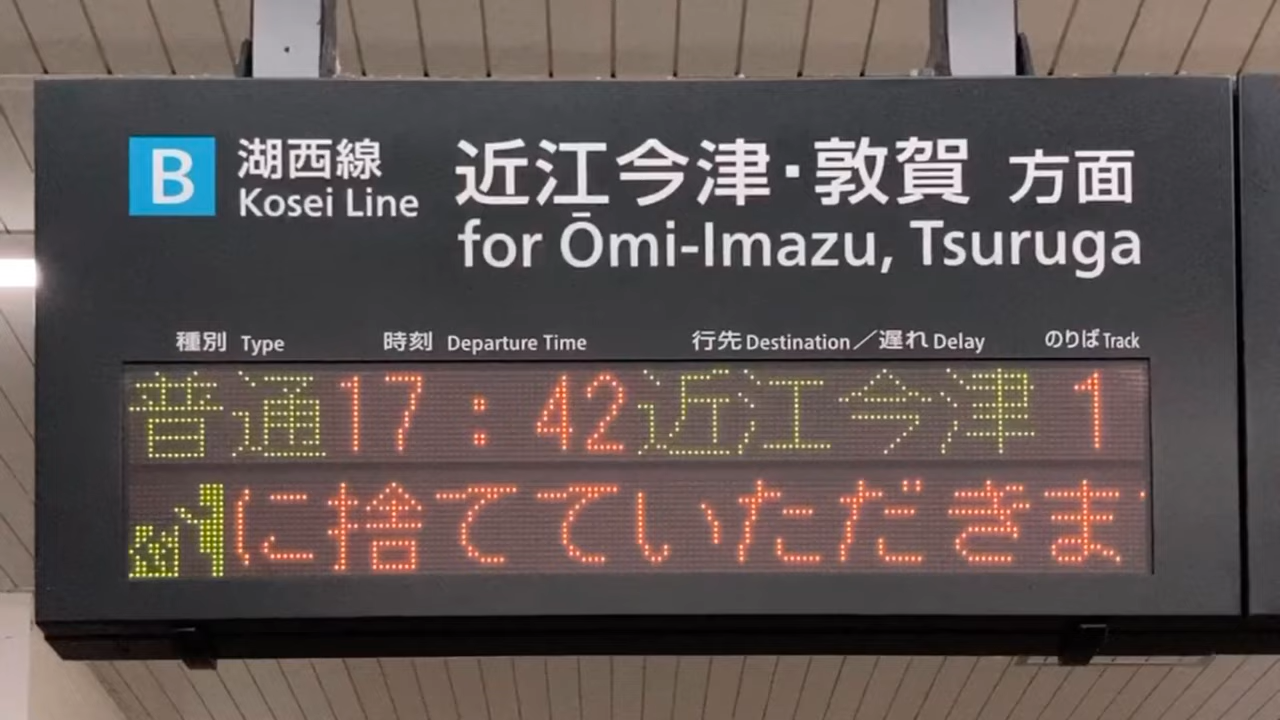 B 湖西線 近江今津・敦賀 方面
Kosei Line for Ōmi-Imazu, Tsuruga
種別 Type 時刻 Departure Time 行先 Destination／遅れ Delay のりば Track
普通 17:42 近江今津 1
に捨てていただきま